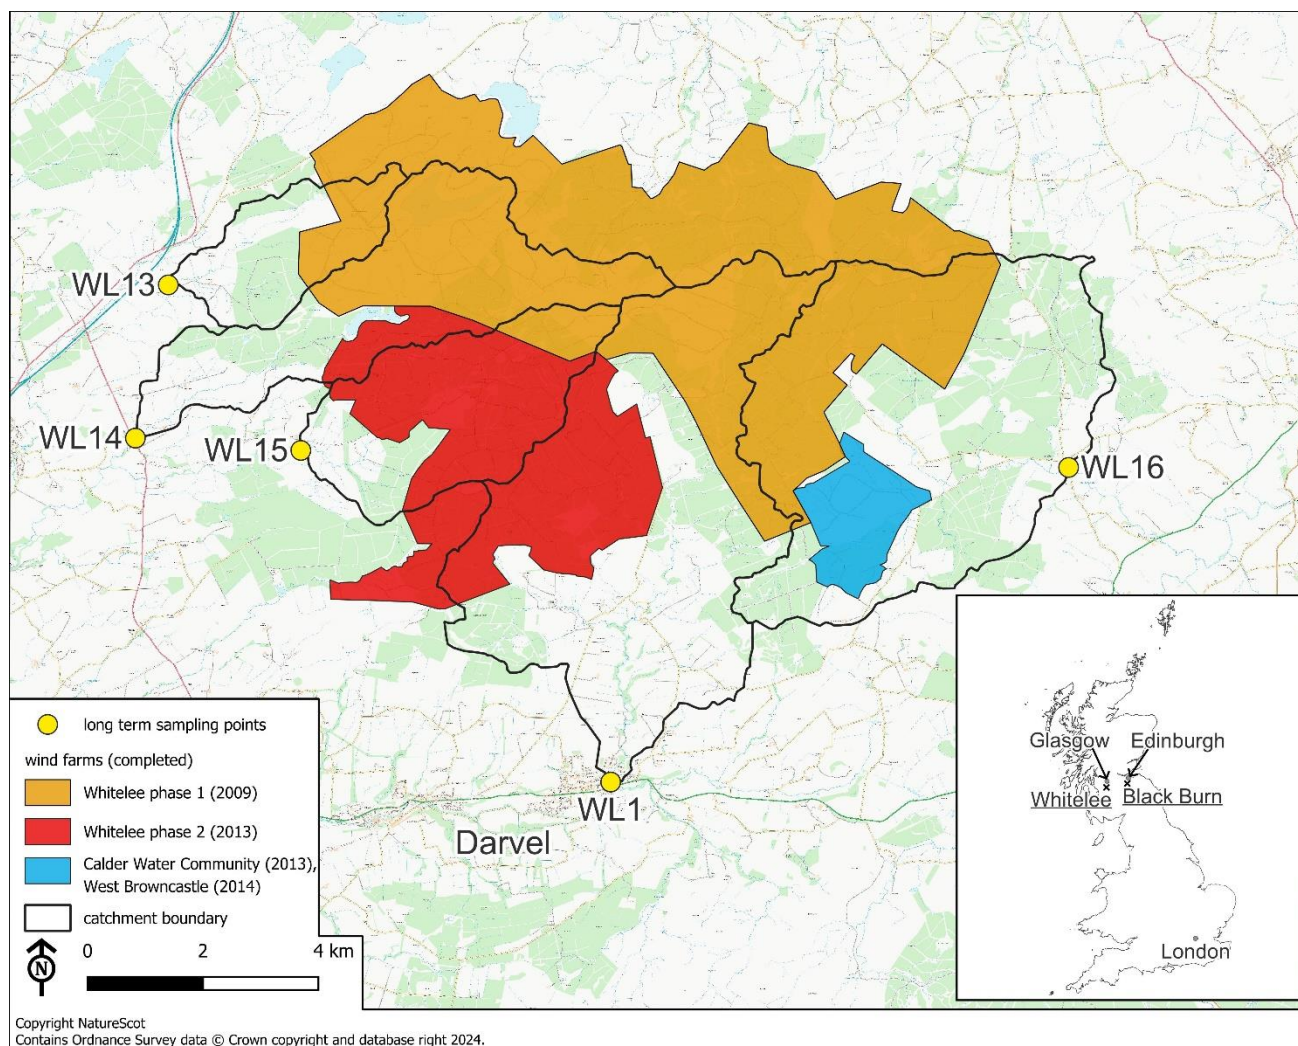 WL13
WL14
WL15
WL16
WL1
Darvel
long term sampling points
wind farms (completed)
Whitelee phase 1 (2009)
Whitelee phase 2 (2013)
Calder Water Community (2013),
West Browncastle (2014)
catchment boundary
N
0 2 4 km
Glasgow Edinburgh
Whitelee Black Burn
London
Copyright NatureScot
Contains Ordnance Survey data © Crown copyright and database right 2024.